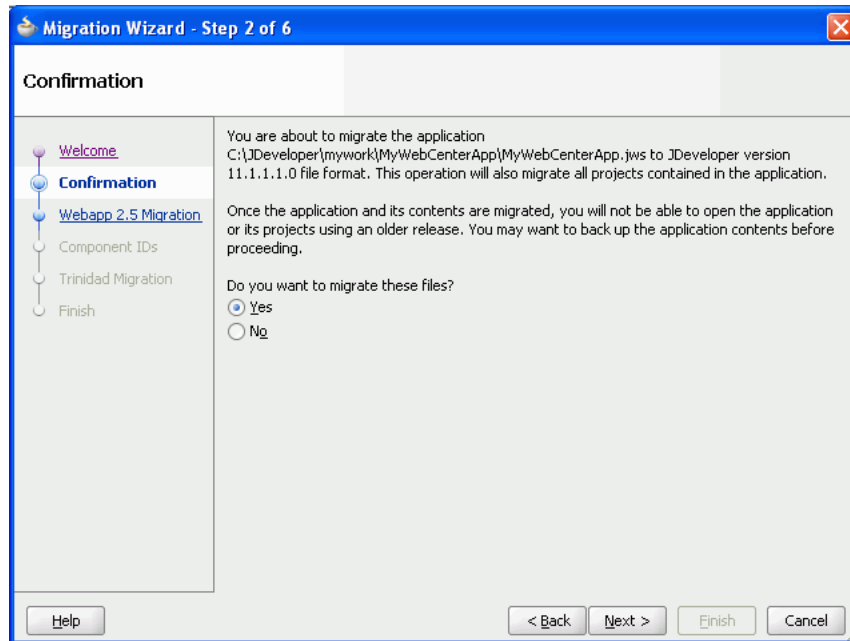 Migration Wizard - Step 2 of 6
Confirmation
Welcome
Confirmation
Webapp 2.5 Migration
Component IDs
Trinidad Migration
Finish
You are about to migrate the application
C:\JDeveloper\mywork\MyWebCenterApp\MyWebCenterApp.jws to JDeveloper version
11.1.1.1.0 file format. This operation will also migrate all projects contained in the application.
Once the application and its contents are migrated, you will not be able to open the application
or its projects using an older release. You may want to back up the application contents before
proceeding.
Do you want to migrate these files?
Yes
No
Help
< Back
Next >
Finish
Cancel